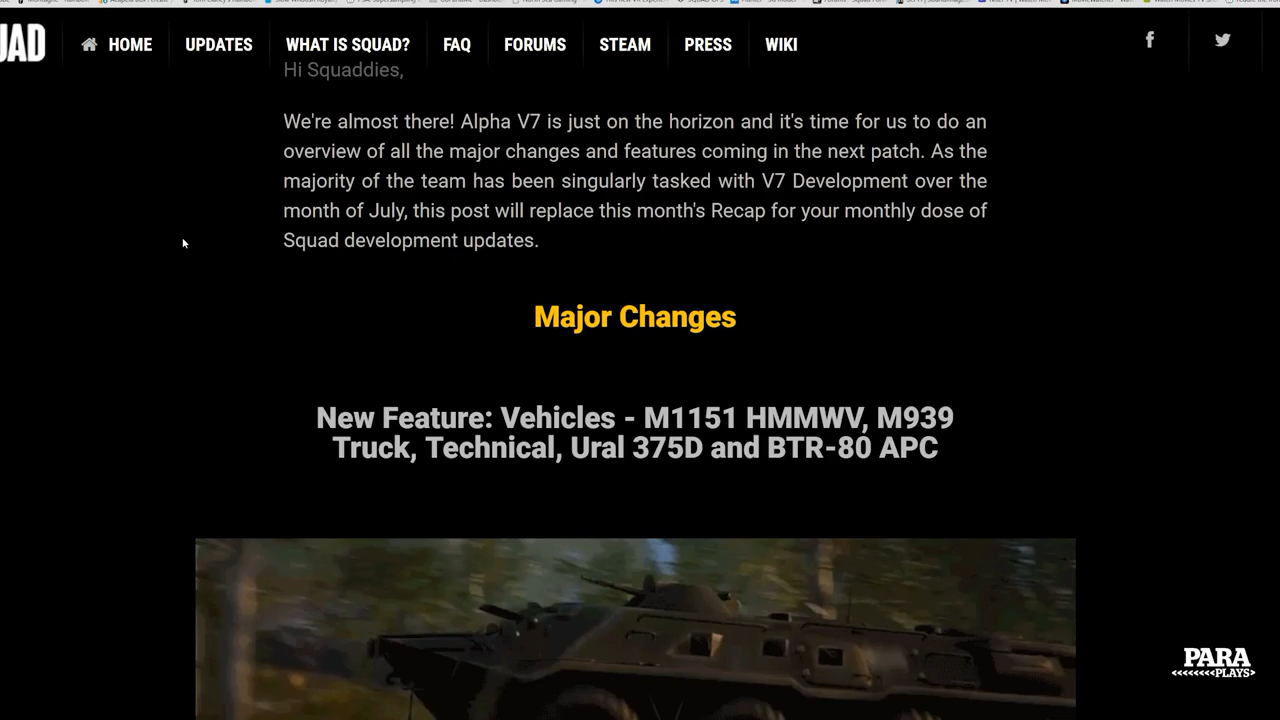 UAD
HOME
UPDATES
WHAT IS SQUAD?
FAQ
FORUMS
STEAM
PRESS
WIKI
Hi Squaddies,
We're almost there! Alpha V7 is just on the horizon and it's time for us to do an
overview of all the major changes and features coming in the next patch. As the
majority of the team has been singularly tasked with V7 Development over the
month of July, this post will replace this month's Recap for your monthly dose of
Squad development updates.
Major Changes
New Feature: Vehicles - M1151 HMMWV, M939
Truck, Technical, Ural 375D and BTR-80 APC
PARA
PLAYS